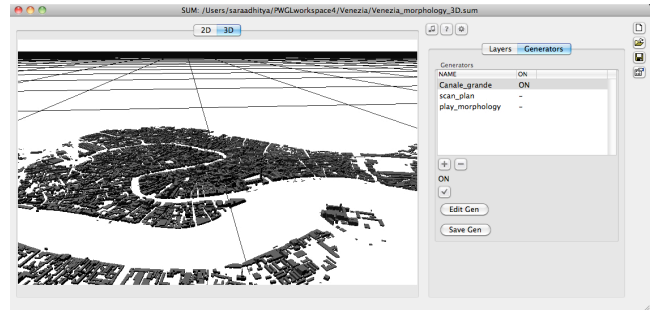 SUM: /Users/saraadhitya/PWGLworkspace4/Venezia/Venezia_morphology_3D.sum
2D 3D
?
Layers Generators
Generators
NAME ON
Canale_grande ON
scan_plan -
play_morphology -
+ -
ON
Edit Gen
Save Gen